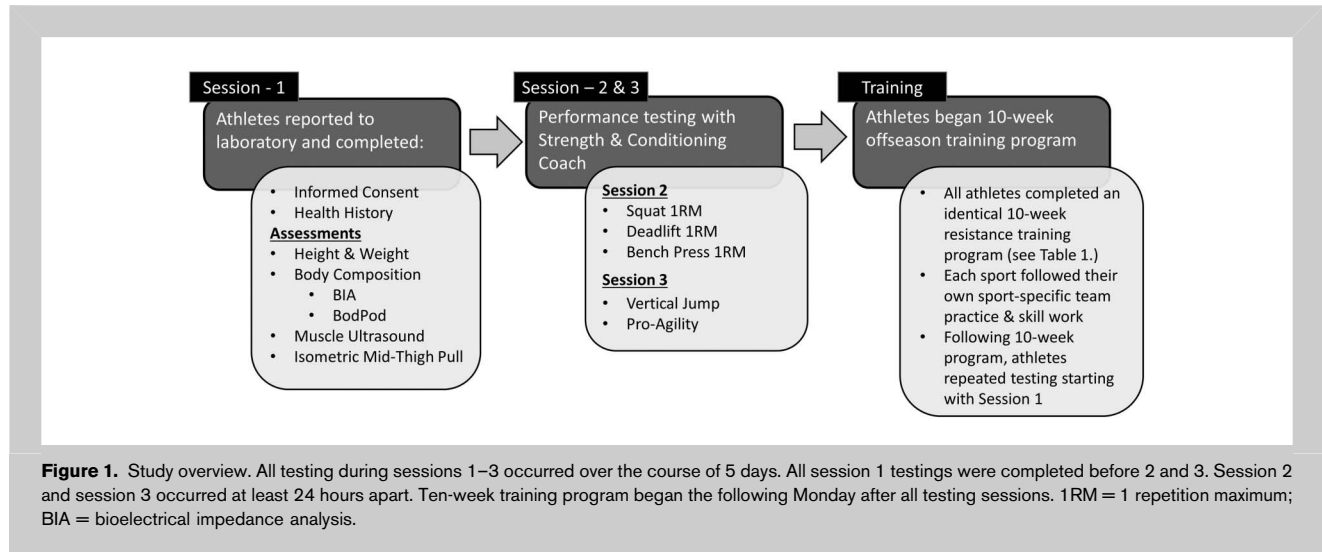 Session - 1
Athletes reported to
laboratory and completed:
• Informed Consent
• Health History
Assessments
• Height & Weight
• Body Composition
• BIA
• BodPod
• Muscle Ultrasound
• Isometric Mid-Thigh Pull
Session – 2 & 3
Performance testing with
Strength & Conditioning
Coach
Session 2
• Squat 1RM
• Deadlift 1RM
• Bench Press 1RM
Session 3
• Vertical Jump
• Pro-Agility
Training
Athletes began 10-week
offseason training program
• All athletes completed an
identical 10-week
resistance training
program (see Table 1.)
• Each sport followed their
own sport-specific team
practice & skill work
• Following 10-week
program, athletes
repeated testing starting
with Session 1
Figure 1. Study overview. All testing during sessions 1–3 occurred over the course of 5 days. All session 1 testings were completed before 2 and 3. Session 2
and session 3 occurred at least 24 hours apart. Ten-week training program began the following Monday after all testing sessions. 1RM = 1 repetition maximum;
BIA = bioelectrical impedance analysis.